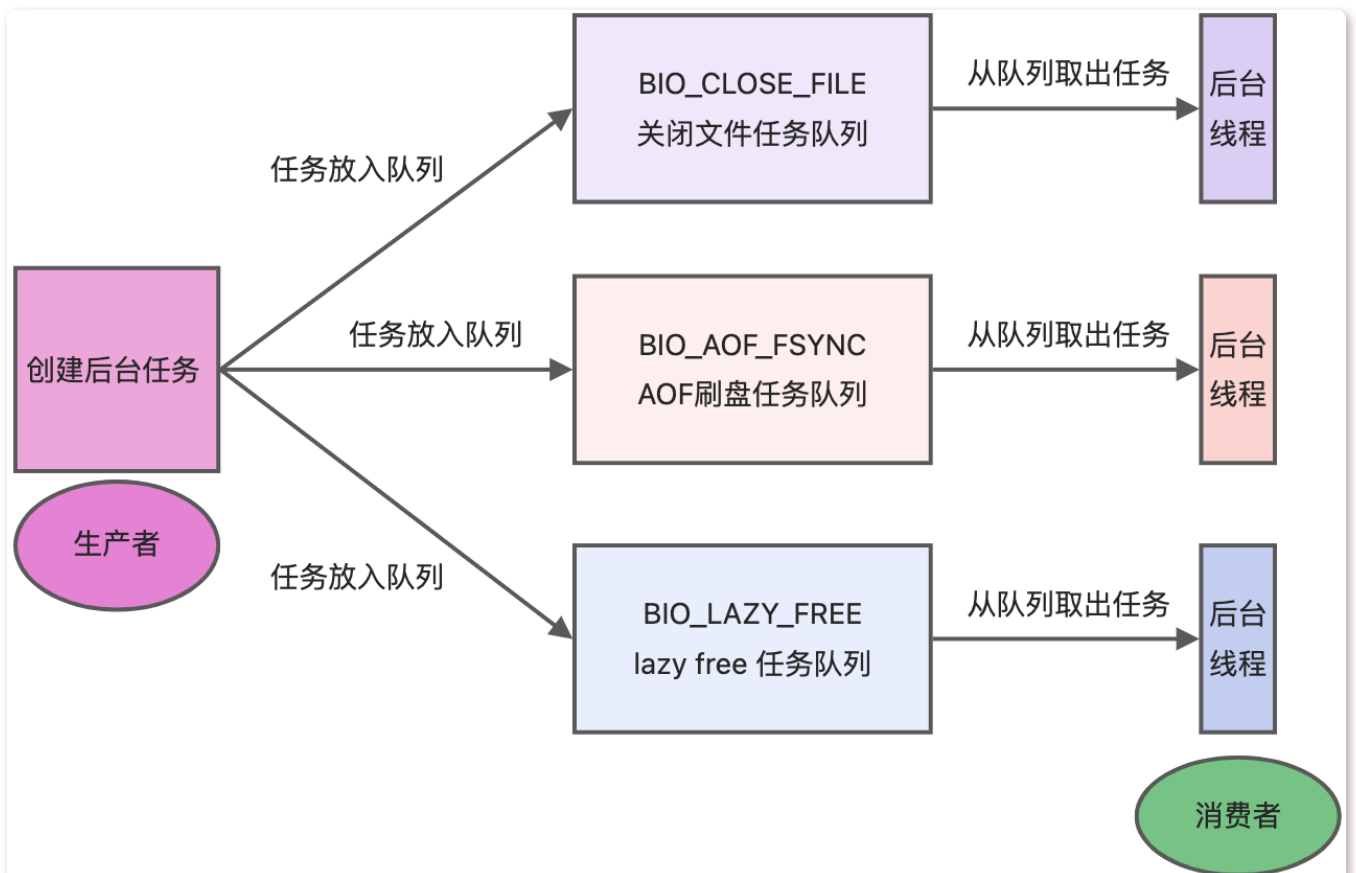 BIO_CLOSE_FILE
关闭文件任务队列
从队列取出任务
后台
线程
任务放入队列
创建后台任务
任务放入队列
BIO_AOF_FSYNC
AOF刷盘任务队列
从队列取出任务
后台
线程
生产者
任务放入队列
BIO_LAZY_FREE
lazy free 任务队列
从队列取出任务
后台
线程
消费者